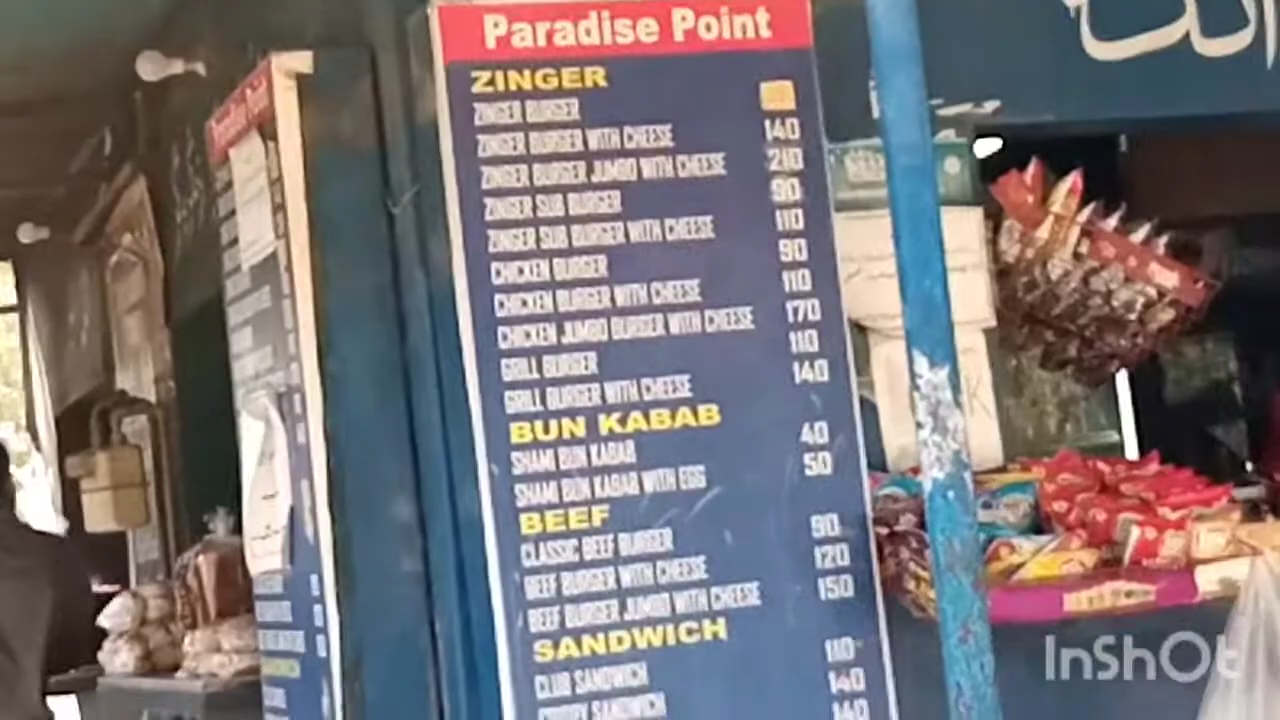 Paradise Point
ZINGER
ZINGER BURGER
ZINGER BURGER WITH CHEESE 140
ZINGER BURGER JUMBO WITH CHEESE 210
ZINGER SUB BURGER 90
ZINGER SUB BURGER WITH CHEESE 110
CHICKEN BURGER 90
CHICKEN BURGER WITH CHEESE 110
CHICKEN JUMBO BURGER WITH CHEESE 170
GRILL BURGER 110
GRILL BURGER WITH CHEESE 140
BUN KABAB
SHAMI BUN KABAB 40
SHAMI BUN KABAB WITH EGG 50
BEEF
CLASSIC BEEF BURGER 90
BEEF BURGER WITH CHEESE 120
BEEF BURGER JUMBO WITH CHEESE 150
SANDWICH
CLUB SANDWICH 110
SANDWICH 140
140
Paradise Point
InShOt